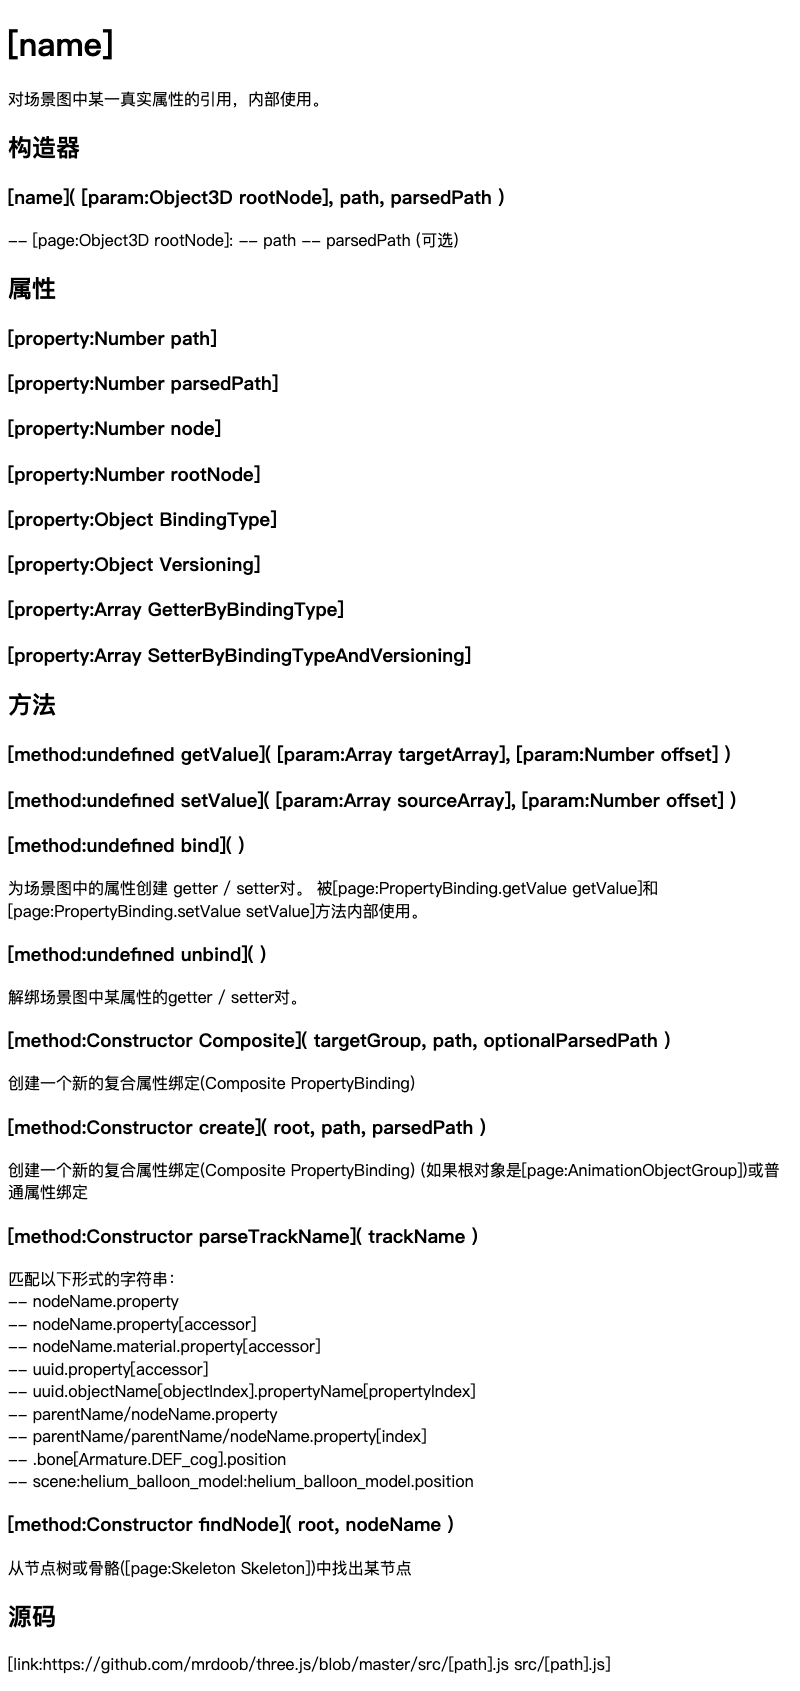 [name]
对场景图中某一真实属性的引用，内部使用。
构造器
[name]( [param:Object3D rootNode], path, parsedPath )
-- [page:Object3D rootNode]: -- path -- parsedPath (可选)
属性
[property:Number path]
[property:Number parsedPath]
[property:Number node]
[property:Number rootNode]
[property:Object BindingType]
[property:Object Versioning]
[property:Array GetterByBindingType]
[property:Array SetterByBindingTypeAndVersioning]
方法
[method:undefined getValue]( [param:Array targetArray], [param:Number offset] )
[method:undefined setValue]( [param:Array sourceArray], [param:Number offset] )
[method:undefined bind]( )
为场景图中的属性创建 getter / setter对。 被[page:PropertyBinding.getValue getValue]和
[page:PropertyBinding.setValue setValue]方法内部使用。
[method:undefined unbind]( )
解绑场景图中某属性的getter / setter对。
[method:Constructor Composite]( targetGroup, path, optionalParsedPath )
创建一个新的复合属性绑定(Composite PropertyBinding)
[method:Constructor create]( root, path, parsedPath )
创建一个新的复合属性绑定(Composite PropertyBinding) (如果根对象是[page:AnimationObjectGroup])或普
通属性绑定
[method:Constructor parseTrackName]( trackName )
匹配以下形式的字符串：
-- nodeName.property
-- nodeName.property[accessor]
-- nodeName.material.property[accessor]
-- uuid.property[accessor]
-- uuid.objectName[objectIndex].propertyName[propertyIndex]
-- parentName/nodeName.property
-- parentName/parentName/nodeName.property[index]
-- .bone[Armature.DEF_cog].position
-- scene:helium_balloon_model:helium_balloon_model.position
[method:Constructor findNode]( root, nodeName )
从节点树或骨骼([page:Skeleton Skeleton])中找出某节点
源码
[link:https://github.com/mrdoob/three.js/blob/master/src/[path].js src/[path].js]